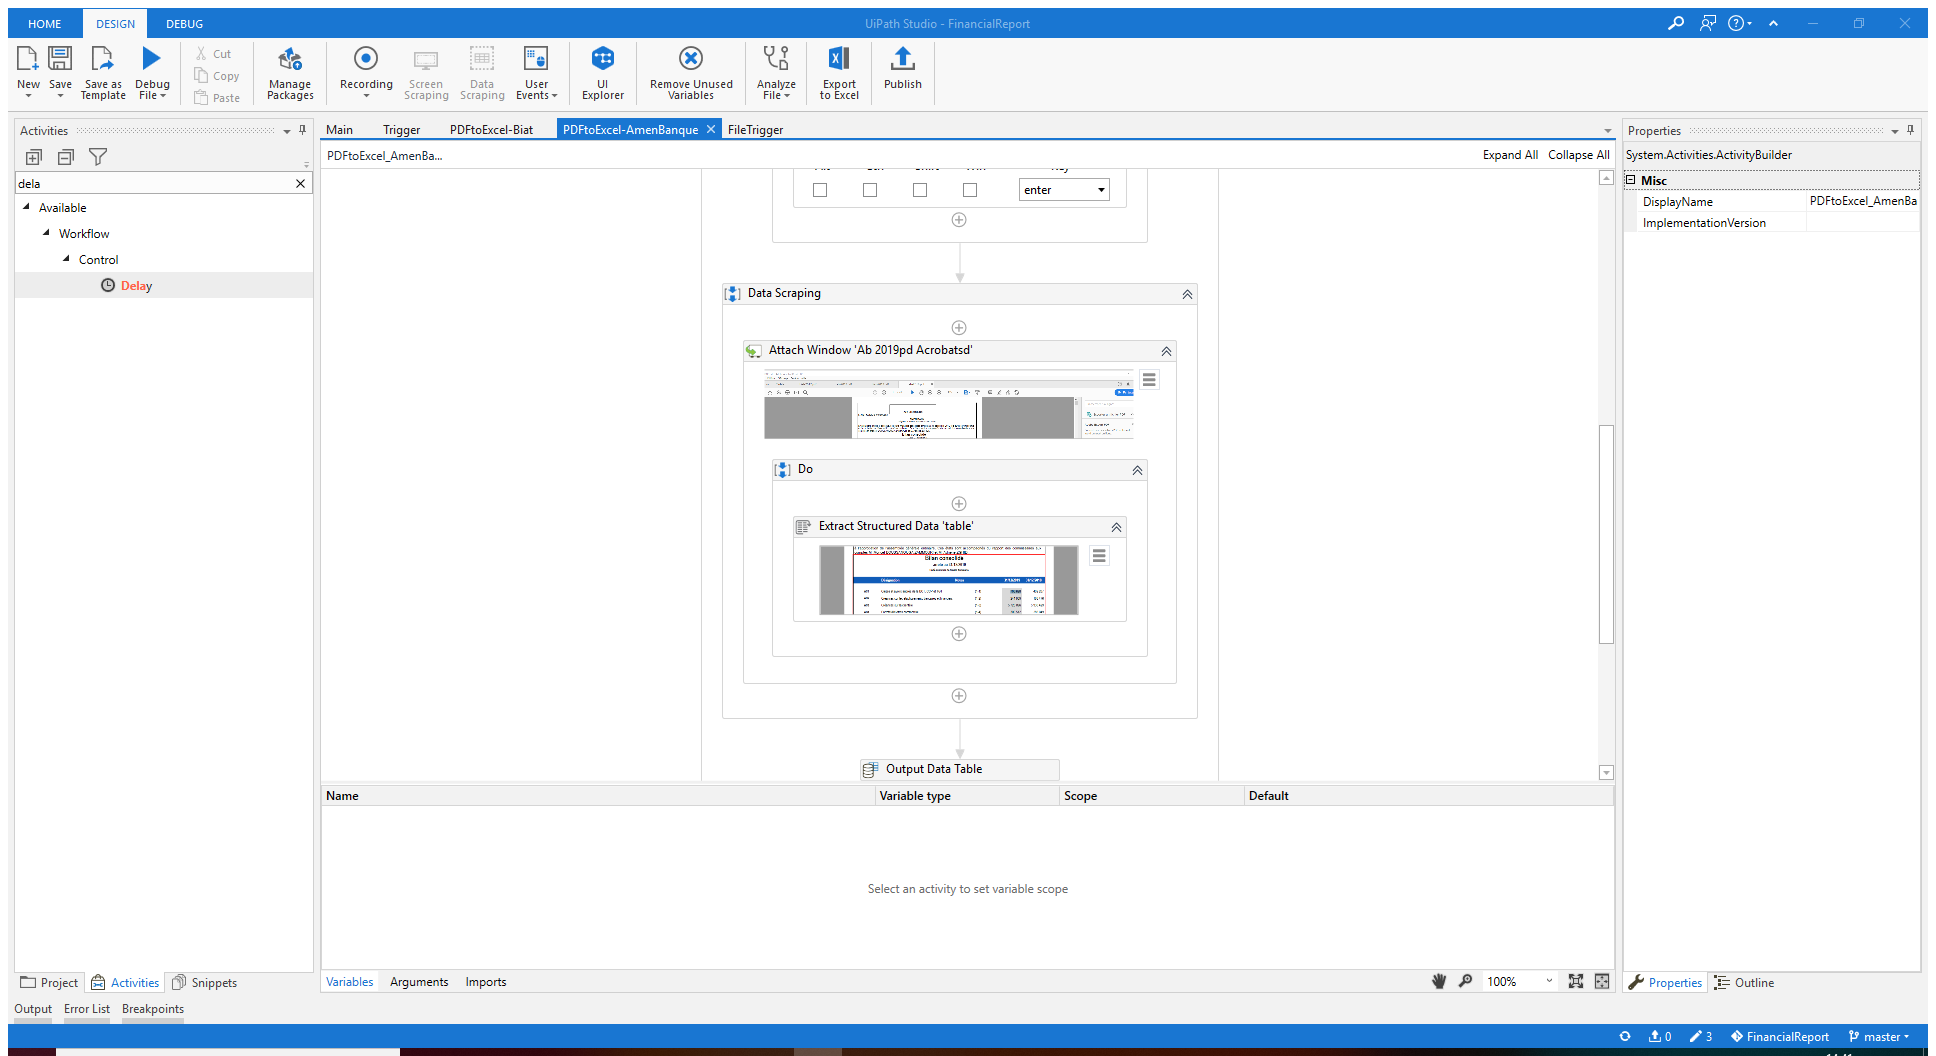 HOME DESIGN DEBUG UiPath Studio - FinancialReport
New Save Save as Template Debug File Cut Copy Paste Manage Packages Recording Screen Scraping Data Scraping User Events UI Explorer Remove Unused Variables Analyze File Export to Excel Publish
Activities
dela
Available
Workflow
Control
Delay
Main Trigger PDFtoExcel-Biat PDFtoExcel-AmenBanque FileTrigger
PDFtoExcel_AmenBa... Expand All Collapse All
enter
Data Scraping
Attach Window 'Ab 2019pd Acrobatsd'
Do
Extract Structured Data 'table'
Bilan consolidé
Output Data Table
Name Variable type Scope Default
Select an activity to set variable scope
Variables Arguments Imports 100%
Properties
System.Activities.ActivityBuilder
Misc
DisplayName PDFtoExcel_AmenBa
ImplementationVersion
Project Activities Snippets
Properties Outline
Output Error List Breakpoints
0 3 FinancialReport master